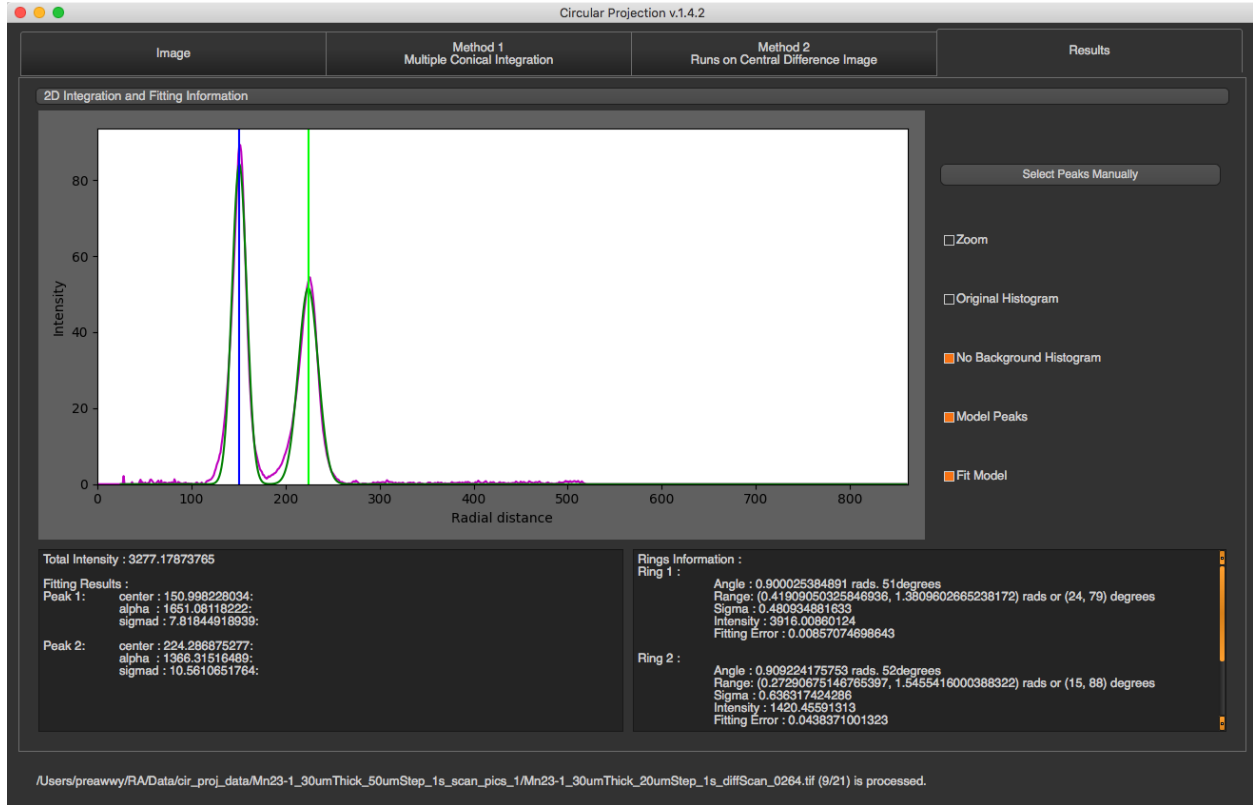 Circular Projection v.1.4.2
Image
Method 1
Multiple Conical Integration
Method 2
Runs on Central Difference Image
Results
2D Integration and Fitting Information
80
60
40
20
0
Intensity
0 100 200 300 400 500 600 700 800
Radial distance
Select Peaks Manually
Zoom
Original Histogram
No Background Histogram
Model Peaks
Fit Model
Total Intensity : 3277.17873765
Fitting Results :
Peak 1: center : 150.998228034:
alpha : 1651.08118222:
sigmad : 7.81844918939:
Peak 2: center : 224.286875277:
alpha : 1366.31516489:
sigmad : 10.5610651764:
Rings Information :
Ring 1 :
Angle : 0.900025384891 rads. 51degrees
Range: (0.41909050325846936, 1.3809602665238172) rads or (24, 79) degrees
Sigma : 0.480934881633
Intensity : 3916.00860124
Fitting Error : 0.00857074698643
Ring 2 :
Angle : 0.909224175753 rads. 52degrees
Range: (0.27290675146765397, 1.5455416000388322) rads or (15, 88) degrees
Sigma : 0.636317424286
Intensity : 1420.45591313
Fitting Error : 0.0438371001323
/Users/preawwy/RA/Data/cir_proj_data/Mn23-1_30umThick_50umStep_1s_scan_pics_1/Mn23-1_30umThick_20umStep_1s_diffScan_0264.tif (9/21) is processed.